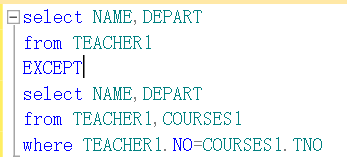 select NAME,DEPART
from TEACHER1
EXCEPT
select NAME,DEPART
from TEACHER1,COURSES1
where TEACHER1.NO=COURSES1.TNO